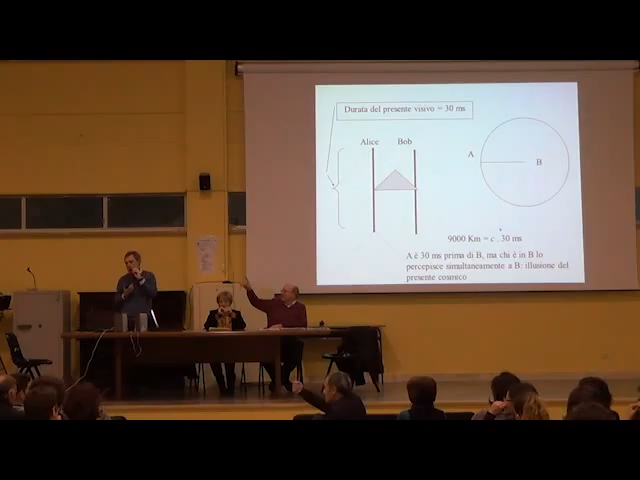 Durata del presente visivo = 30 ms
Alice Bob
A
B
9000 Km = c . 30 ms
A è 30 ms prima di B, ma chi è in B lo
percepisce simultaneamente a B: illusione del
presente cosmico